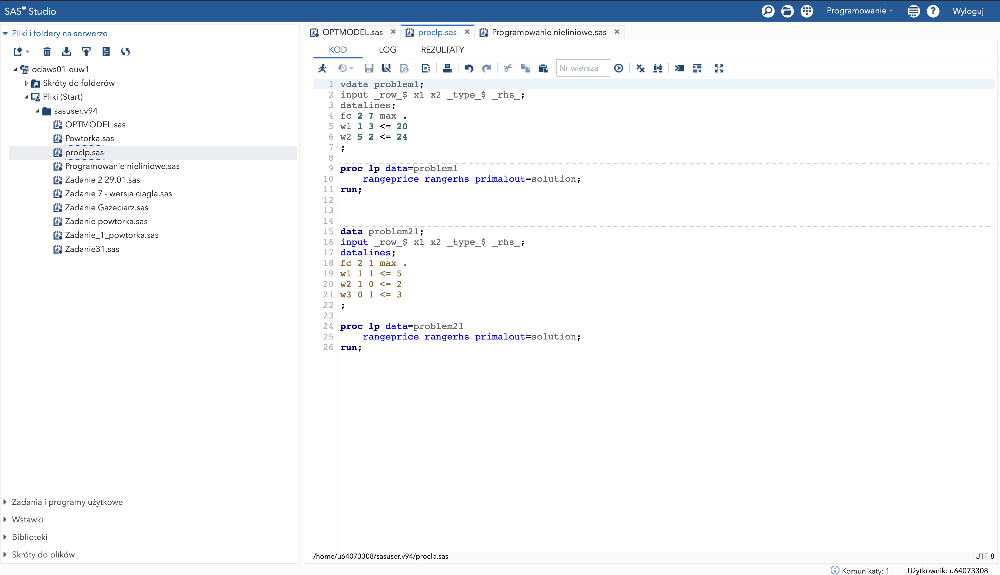 SAS® Studio
Programowanie
Wyloguj
Pliki i foldery na serwerze
odaws01-euw1
Skróty do folderów
Pliki (Start)
sasuser.v94
OPTMODEL.sas
Powtorka.sas
proclp.sas
Programowanie nieliniowe.sas
Zadanie 2 29.01.sas
Zadanie 7 - wersja ciagla.sas
Zadanie Gazeciarz.sas
Zadanie powtorka.sas
Zadanie_1_powtorka.sas
Zadanie31.sas
Zadania i programy użytkowe
Wstawki
Biblioteki
Skróty do plików
OPTMODEL.sas
proclp.sas
Programowanie nieliniowe.sas
KOD
LOG
REZULTATY
Nr wiersza
1 vdata problem1;
2 input _row_$ x1 x2 _type_$ _rhs_;
3 datalines;
4 fc 2 7 max .
5 w1 1 3 <= 20
6 w2 5 2 <= 24
7 ;
8
9 proc lp data=problem1
10 rangeprice rangerhs primalout=solution;
11 run;
12
13
14
15 data problem21;
16 input _row_$ x1 x2 _type_$ _rhs_;
17 datalines;
18 fc 2 1 max .
19 w1 1 1 <= 5
20 w2 1 0 <= 2
21 w3 0 1 <= 3
22 ;
23
24 proc lp data=problem21
25 rangeprice rangerhs primalout=solution;
26 run;
/home/u64073308/sasuser.v94/proclp.sas
UTF-8
Komunikaty: 1
Użytkownik: u64073308